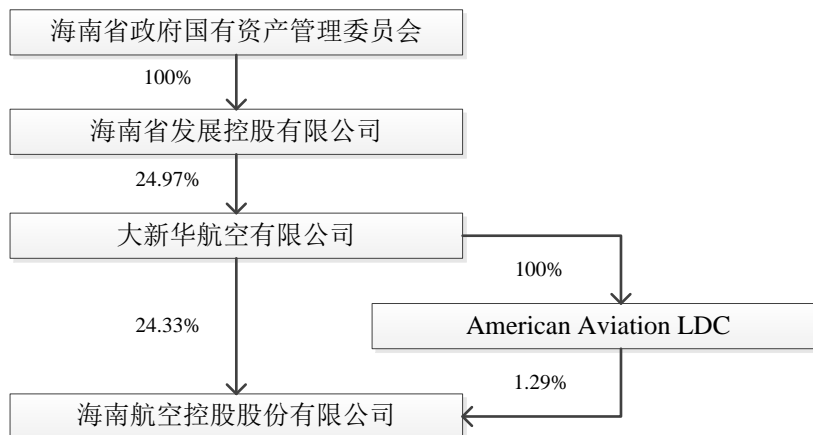 海南省政府国有资产管理委员会
100%
海南省发展控股有限公司
24.97%
大新华航空有限公司
100%
24.33%
American Aviation LDC
1.29%
海南航空控股股份有限公司